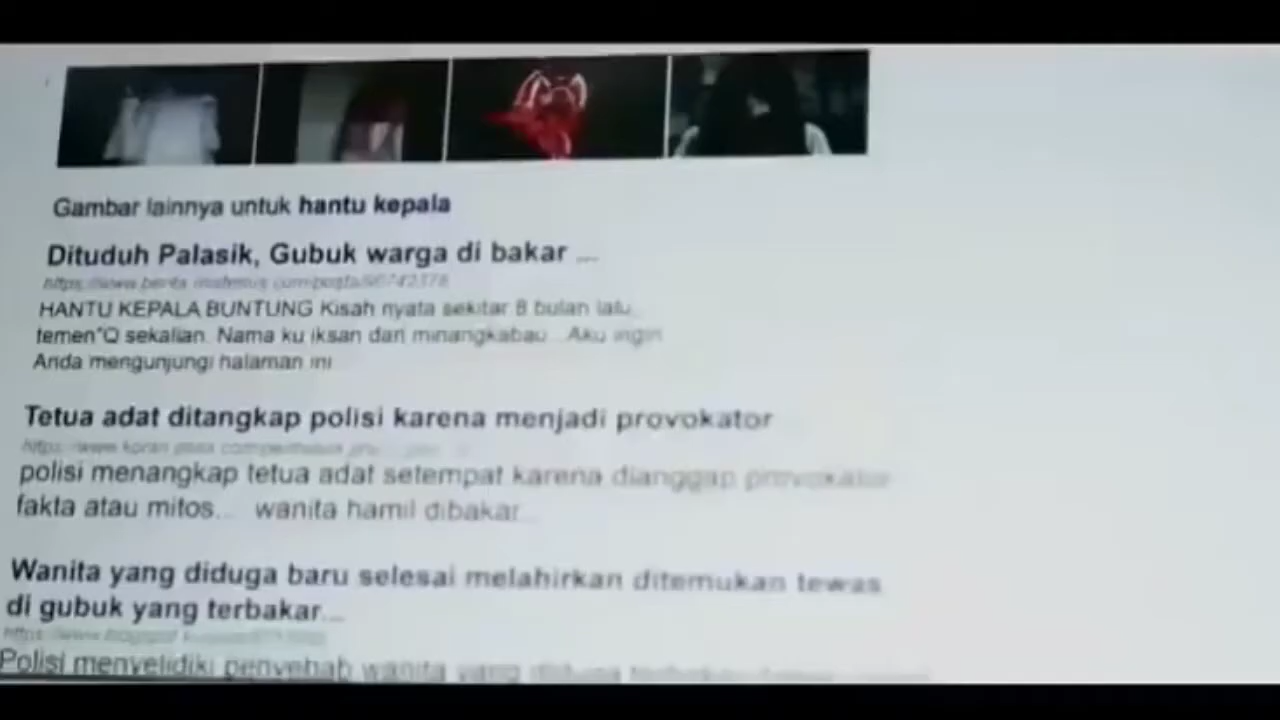 Gambar lainnya untuk hantu kepala
Dituduh Palasik, Gubuk warga di bakar ...
HANTU KEPALA BUNTUNG Kisah nyata sekitar 8 bulan lalu
temen"Q sekalian. Nama ku iksan dari minangkabau...Aku ingin
Anda mengunjungi halaman ini
Tetua adat ditangkap polisi karena menjadi provokator
polisi menangkap tetua adat setempat karena dianggap provokator
fakta atau mitos... wanita hamil dibakar...
Wanita yang diduga baru selesai melahirkan ditemukan tewas
di gubuk yang terbakar...
Polisi menyelidiki penyebab wanita yang diduga